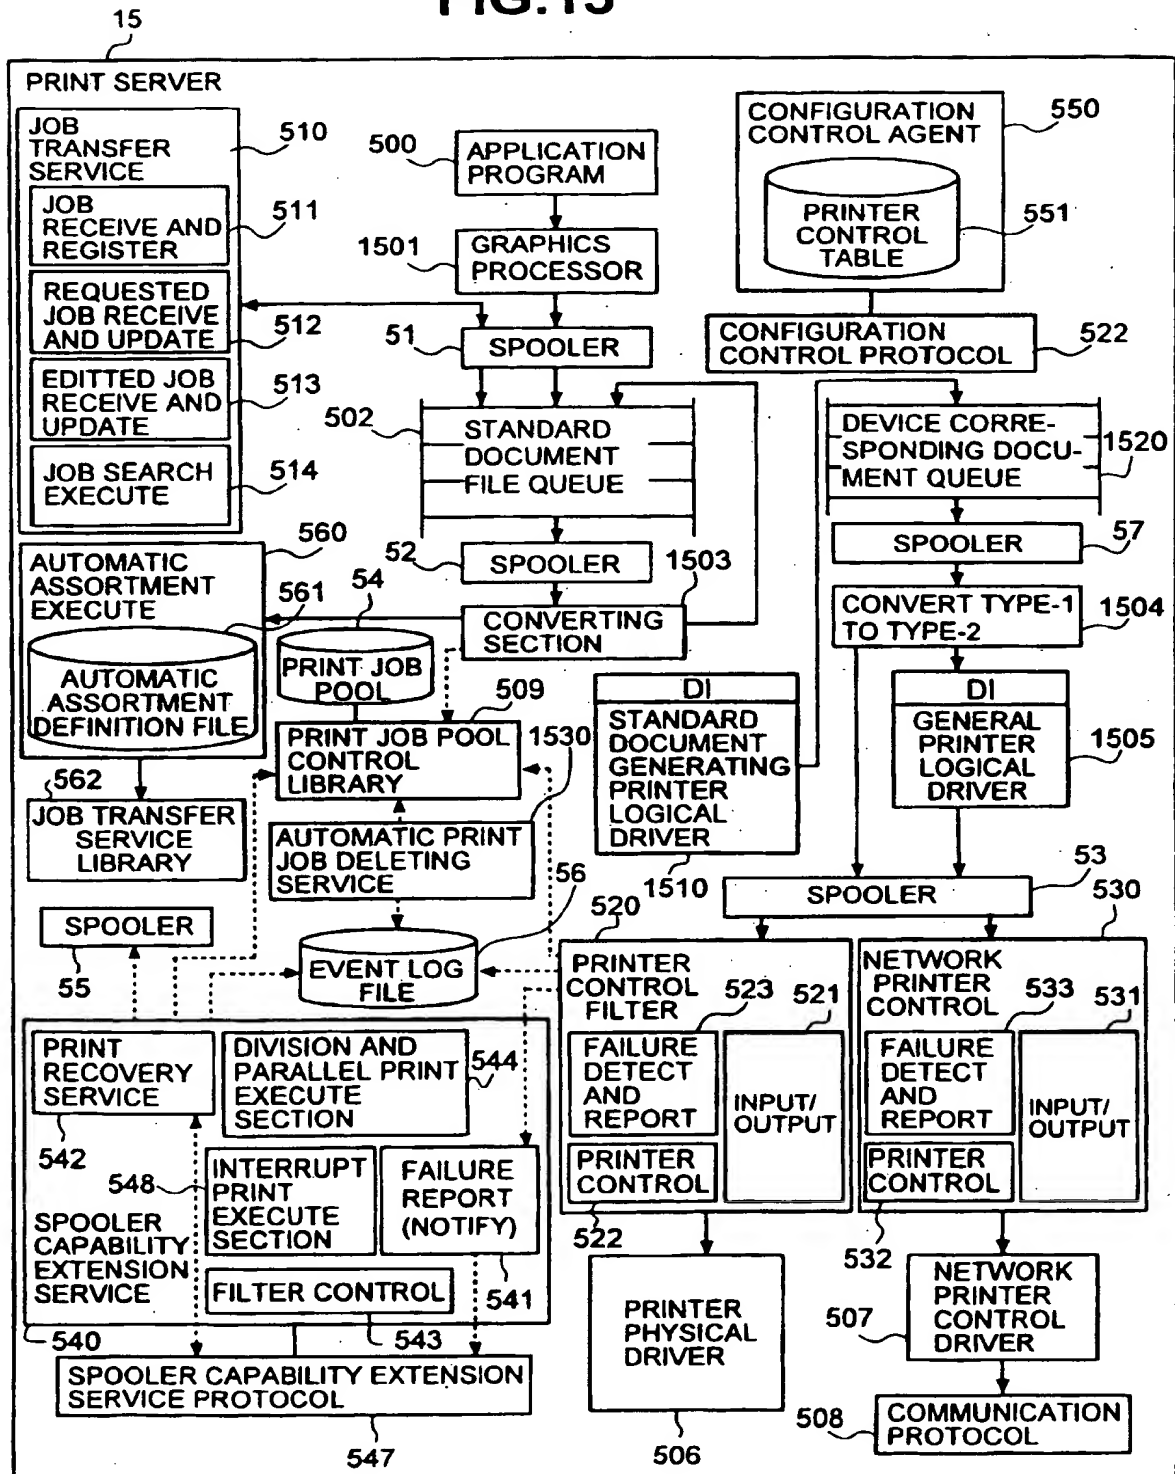 FIG.15
15
PRINT SERVER
JOB
TRANSFER
SERVICE
510
JOB
RECEIVE AND
REGISTER
511
REQUESTED
JOB RECEIVE
AND UPDATE
512
EDITTED JOB
RECEIVE AND
UPDATE
513
JOB SEARCH
EXECUTE
514
500
APPLICATION
PROGRAM
1501
GRAPHICS
PROCESSOR
51
SPOOLER
502
STANDARD
DOCUMENT
FILE QUEUE
52
SPOOLER
1503
CONVERTING
SECTION
CONFIGURATION
CONTROL AGENT
550
PRINTER
CONTROL
TABLE
551
CONFIGURATION
CONTROL PROTOCOL
522
DEVICE CORRE-
SPONDING DOCU-
MENT QUEUE
1520
SPOOLER
57
CONVERT TYPE-1
TO TYPE-2
1504
560
AUTOMATIC
ASSORTMENT
EXECUTE
561
AUTOMATIC
ASSORTMENT
DEFINITION FILE
54
PRINT JOB
POOL
509
PRINT JOB POOL
CONTROL
LIBRARY
1530
DI
STANDARD
DOCUMENT
GENERATING
PRINTER
LOGICAL
DRIVER
1510
DI
GENERAL
PRINTER
LOGICAL
DRIVER
1505
562
JOB TRANSFER
SERVICE
LIBRARY
AUTOMATIC PRINT
JOB DELETING
SERVICE
56
SPOOLER
53
SPOOLER
55
EVENT LOG
FILE
520
PRINTER
CONTROL
FILTER
523
521
FAILURE
DETECT
AND
REPORT
INPUT/
OUTPUT
PRINTER
CONTROL
522
530
NETWORK
PRINTER
CONTROL
533
531
FAILURE
DETECT
AND
REPORT
INPUT/
OUTPUT
PRINTER
CONTROL
532
PRINT
RECOVERY
SERVICE
542
DIVISION AND
PARALLEL PRINT
EXECUTE
SECTION
544
548
INTERRUPT
PRINT
EXECUTE
SECTION
FAILURE
REPORT
(NOTIFY)
541
SPOOLER
CAPABILITY
EXTENSION
SERVICE
540
FILTER CONTROL
543
SPOOLER CAPABILITY EXTENSION
SERVICE PROTOCOL
547
PRINTER
PHYSICAL
DRIVER
506
507
NETWORK
PRINTER
CONTROL
DRIVER
508
COMMUNICATION
PROTOCOL